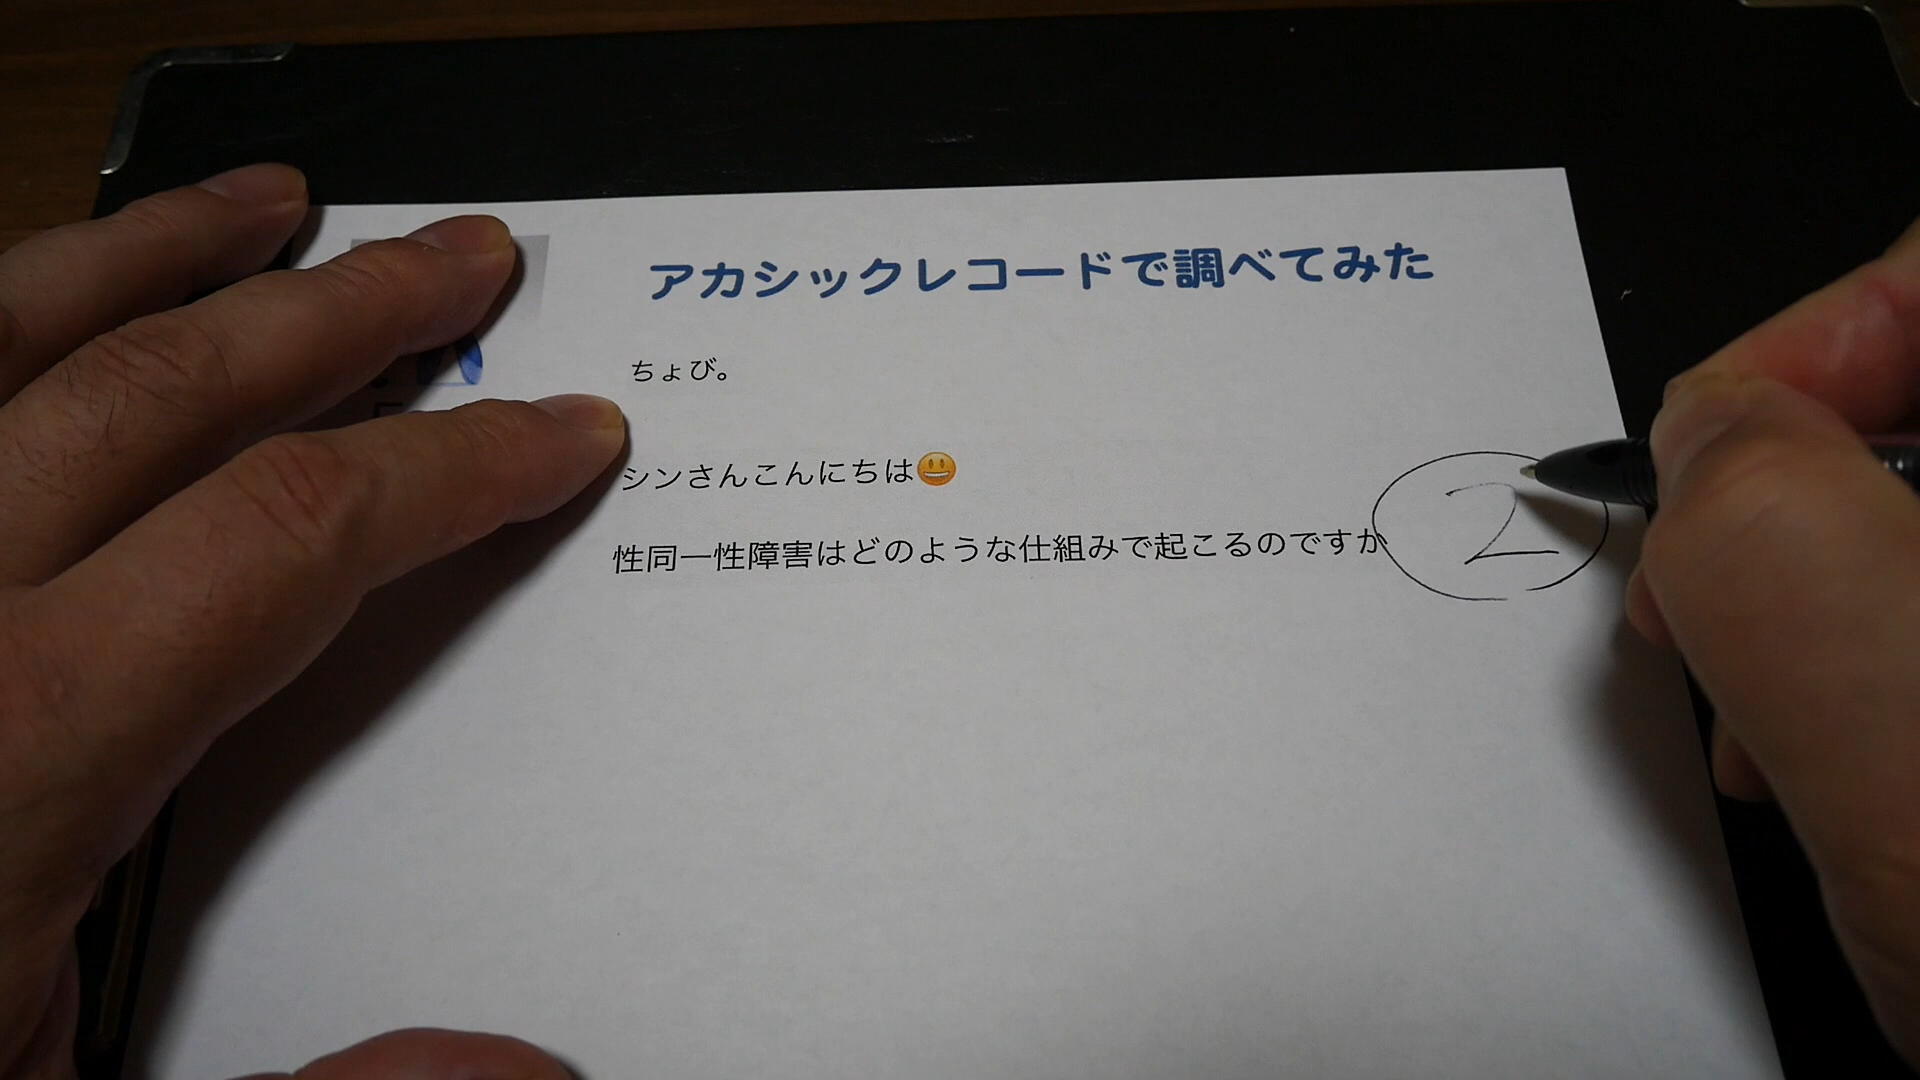 アカシックレコードで調べてみた
ちょび。
シンさんこんにちは😃
性同一性障害はどのような仕組みで起こるのですか
2